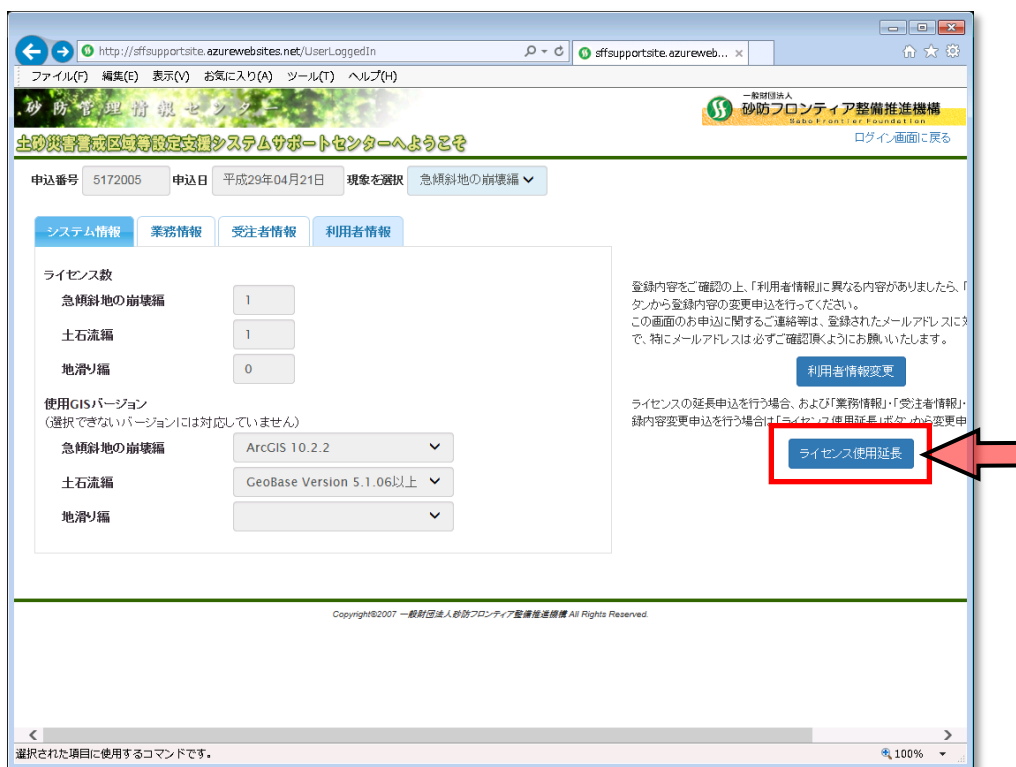 http://sffsupportsite.azurewebsites.net/UserLoggedIn
sffsupportsite.azureweb...
ファイル(F) 編集(E) 表示(V) お気に入り(A) ツール(T) ヘルプ(H)
砂防管理情報センター
一般財団法人
砂防フロンティア整備推進機構
Sabo Frontier Foundation
土砂災害警戒区域等設定支援システムサポートセンターへようこそ
ログイン画面に戻る
申込番号 5172005 申込日 平成29年04月21日 現象を選択 急傾斜地の崩壊編
システム情報 業務情報 受注者情報 利用者情報
ライセンス数
急傾斜地の崩壊編 1
土石流編 1
地滑り編 0
使用GISバージョン
(選択できないバージョンには対応していません)
急傾斜地の崩壊編 ArcGIS 10.2.2
土石流編 GeoBase Version 5.1.06以上
地滑り編
登録内容をご確認の上、「利用者情報」に異なる内容がありましたら、「
タンから登録内容の変更申込を行ってください。
この画面のお申込に関するご連絡等は、登録されたメールアドレスに
で、特にメールアドレスは必ずご確認頂くようにお願いいたします。
利用者情報変更
ライセンスの延長申込を行う場合、および「業務情報」・「受注者情報」・
録内容変更申込を行う場合は「ライセンス使用延長」ボタンから変更申
ライセンス使用延長
Copyright©2007 一般財団法人砂防フロンティア整備推進機構 All Rights Reserved.
選択された項目に使用するコマンドです。
100%